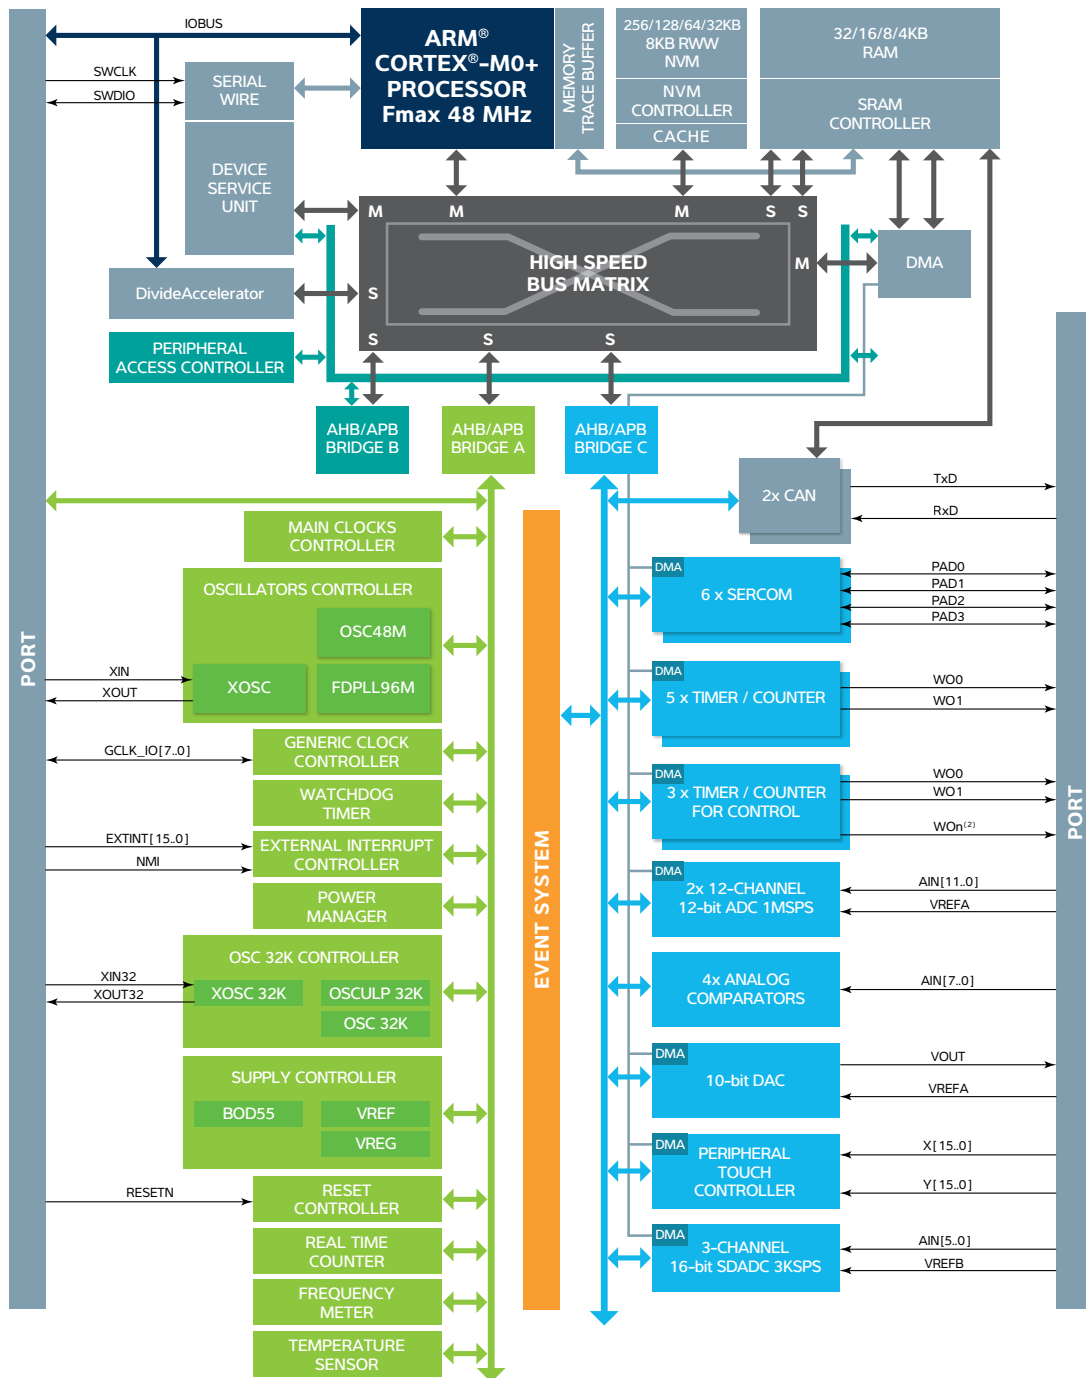 IOBUS
ARM®
CORTEX®-M0+
PROCESSOR
Fmax 48 MHz
MEMORY
TRACE BUFFER
256/128/64/32KB
8KB RWW
NVM
NVM
CONTROLLER
CACHE
32/16/8/4KB
RAM
SRAM
CONTROLLER
SWCLK
SWDIO
SERIAL
WIRE
DEVICE
SERVICE
UNIT
M
M
M
S
S
HIGH SPEED
BUS MATRIX
M
DMA
DivideAccelerator
S
S
S
S
PERIPHERAL
ACCESS CONTROLLER
AHB/APB
BRIDGE B
AHB/APB
BRIDGE A
AHB/APB
BRIDGE C
PORT
MAIN CLOCKS
CONTROLLER
OSCILLATORS CONTROLLER
OSC48M
XOSC
FDPLL96M
XIN
XOUT
GCLK_IO[7..0]
GENERIC CLOCK
CONTROLLER
WATCHDOG
TIMER
EXTINT[15..0]
NMI
EXTERNAL INTERRUPT
CONTROLLER
POWER
MANAGER
OSC 32K CONTROLLER
XIN32
XOUT32
XOSC 32K
OSCULP 32K
OSC 32K
SUPPLY CONTROLLER
BOD55
VREF
VREG
RESETN
RESET
CONTROLLER
REAL TIME
COUNTER
FREQUENCY
METER
TEMPERATURE
SENSOR
EVENT SYSTEM
2x CAN
TxD
RxD
DMA
6 x SERCOM
PAD0
PAD1
PAD2
PAD3
DMA
5 x TIMER / COUNTER
WO0
WO1
DMA
3 x TIMER / COUNTER
FOR CONTROL
WO0
WO1
WOn(2)
DMA
2x 12-CHANNEL
12-bit ADC 1MSPS
AIN[11..0]
VREFA
4x ANALOG
COMPARATORS
AIN[7..0]
DMA
10-bit DAC
VOUT
VREFA
DMA
PERIPHERAL
TOUCH
CONTROLLER
X[15..0]
Y[15..0]
DMA
3-CHANNEL
16-bit SDADC 3KSPS
AIN[5..0]
VREFB
PORT